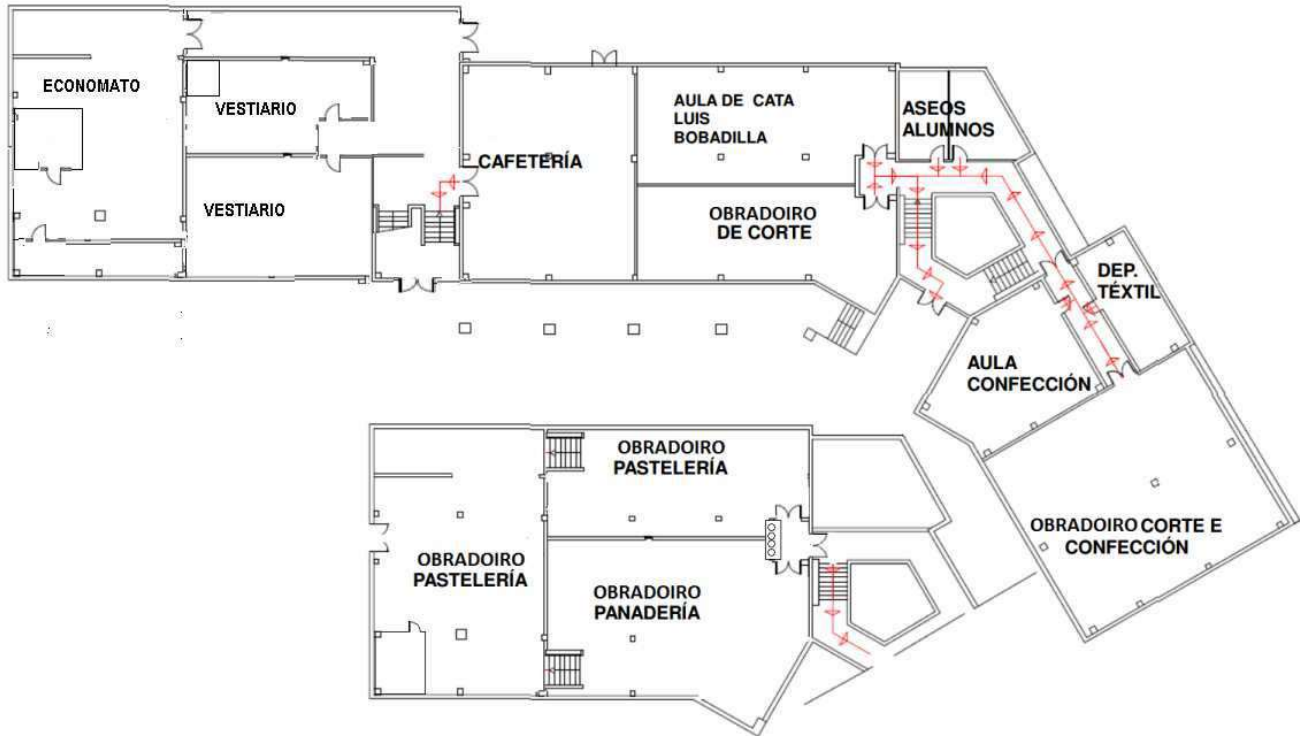 ECONOMATO
VESTIARIO
VESTIARIO
CAFETERÍA
AULA DE CATA
LUIS
BOBADILLA
OBRADOIRO
DE CORTE
ASEOS
ALUMNOS
DEP.
TÉXTIL
AULA
CONFECCIÓN
OBRADOIRO CORTE E
CONFECCIÓN
OBRADOIRO
PASTELERÍA
OBRADOIRO
PASTELERÍA
OBRADOIRO
PANADERÍA